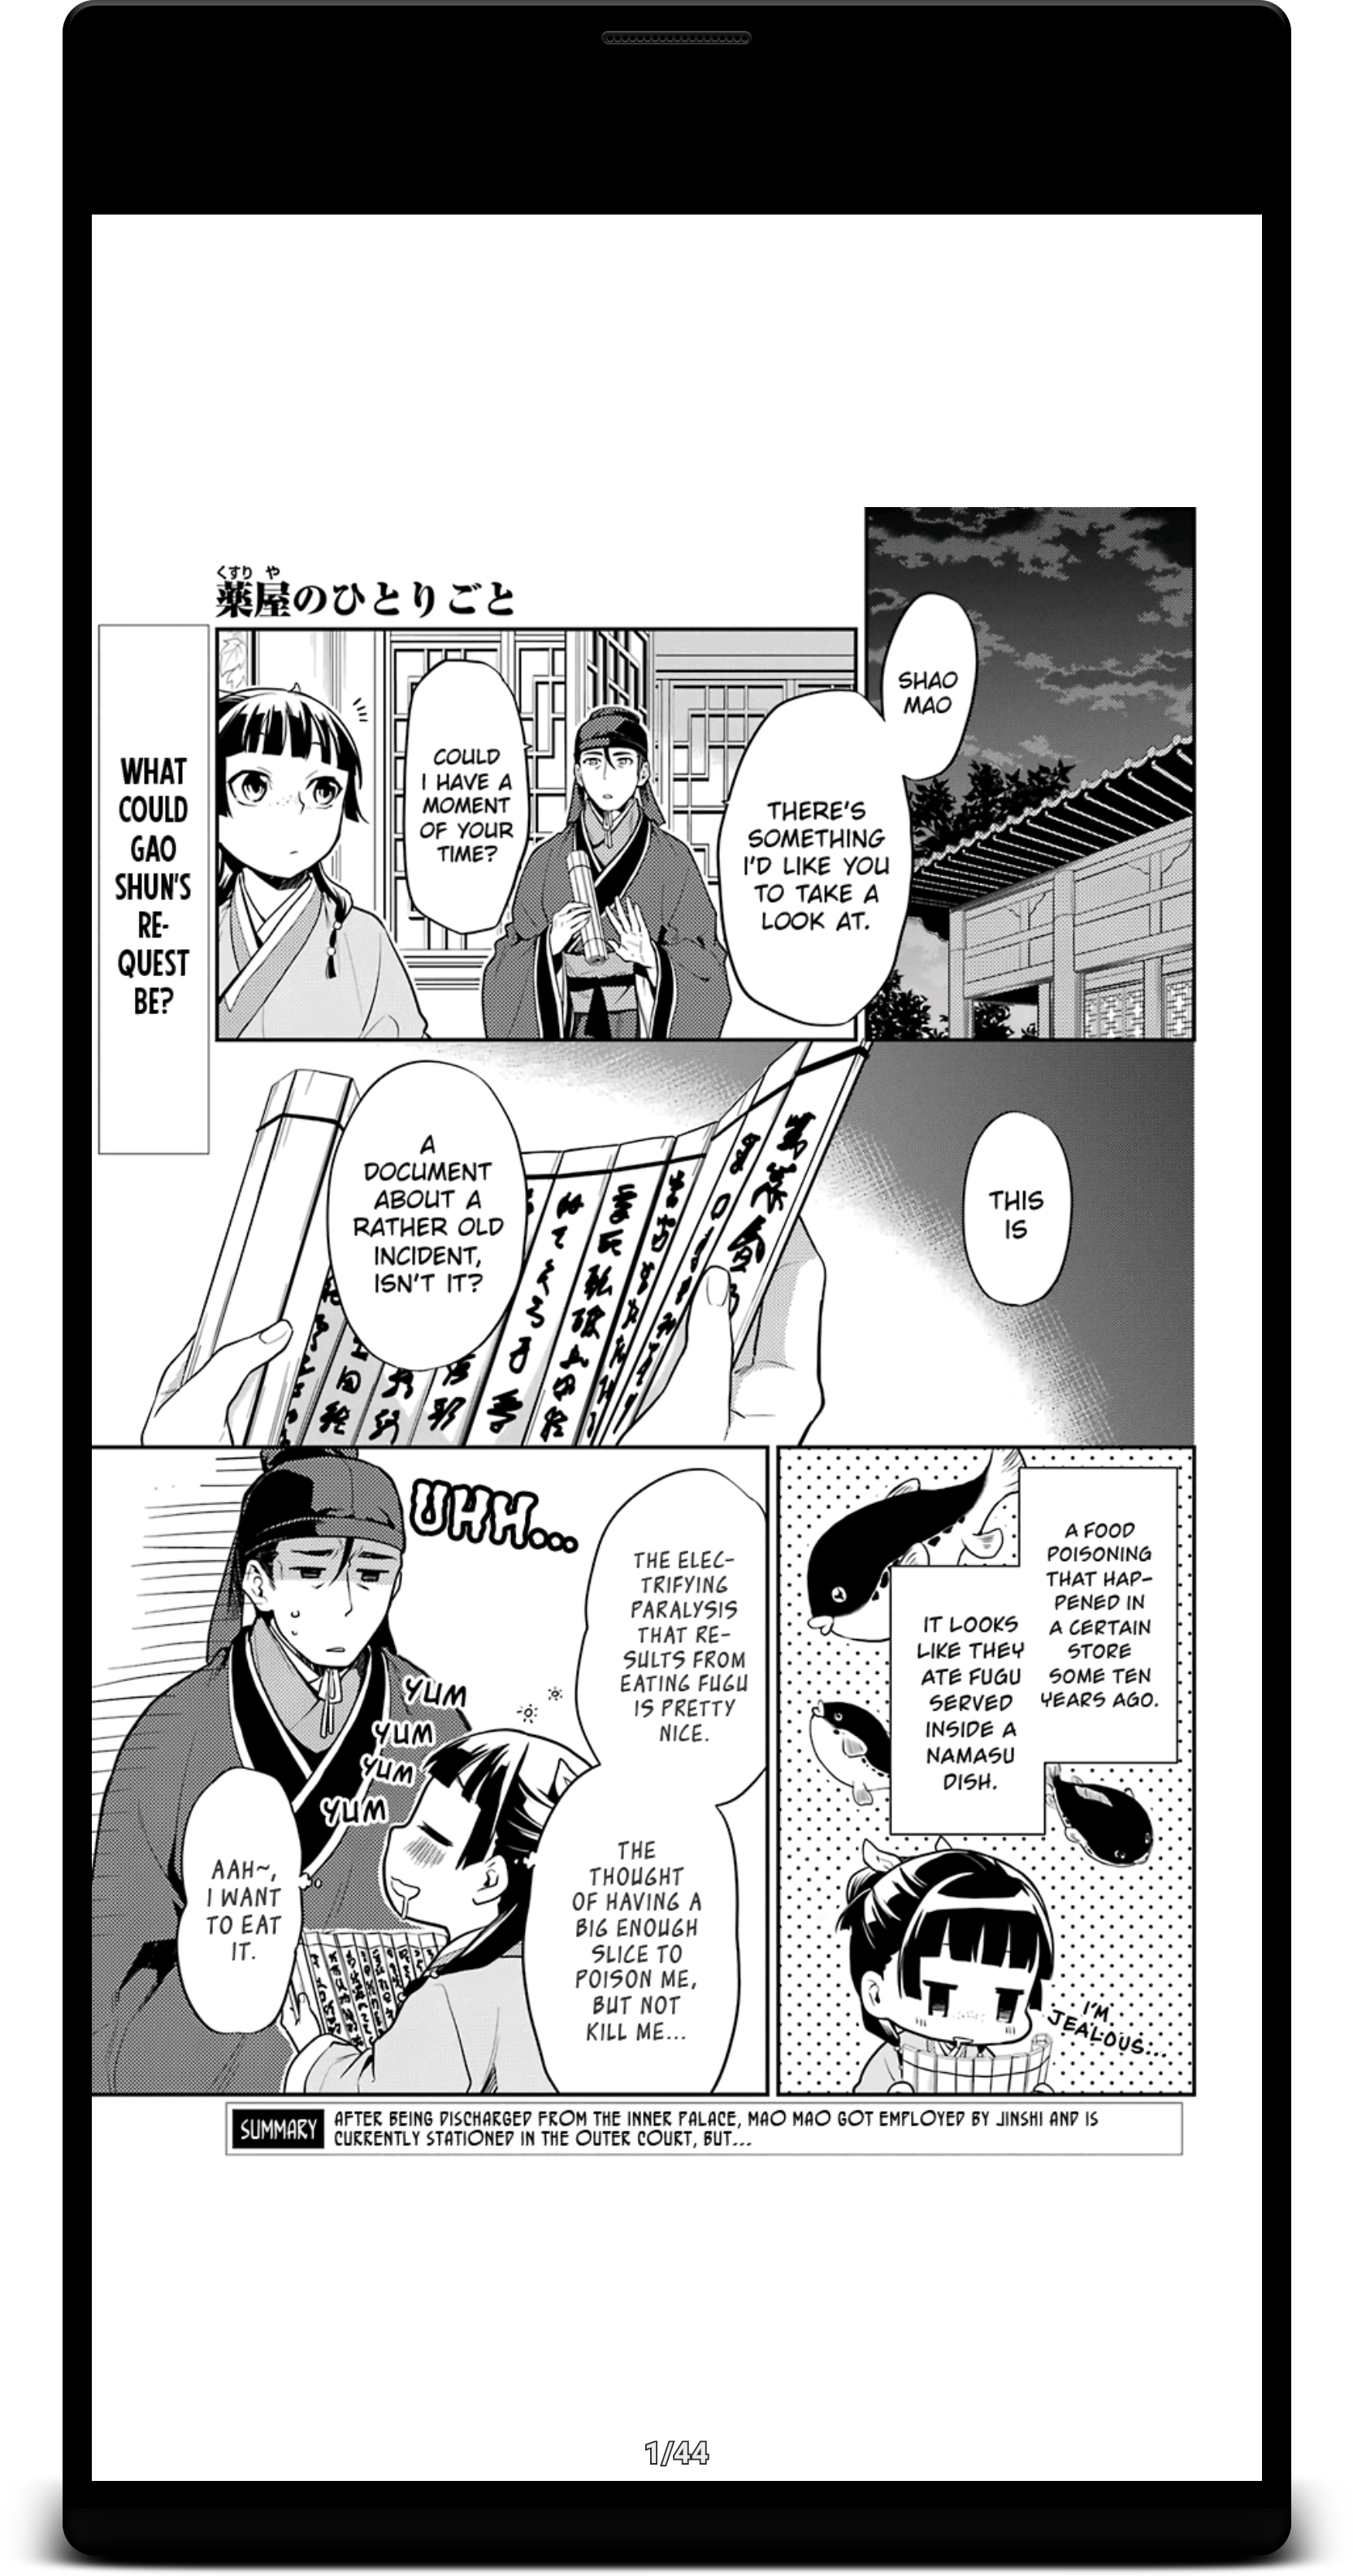 くすり や
薬屋のひとりごと
SHAO
MAO
THERE'S
SOMETHING
I'D LIKE YOU
TO TAKE A
LOOK AT.
COULD
I HAVE A
MOMENT
OF YOUR
TIME?
WHAT
COULD
GAO
SHUN'S
RE-
QUEST
BE?
THIS
IS
A
DOCUMENT
ABOUT A
RATHER OLD
INCIDENT,
ISN'T IT?
A FOOD
POISONING
THAT HAP-
PENED IN
A CERTAIN
STORE
SOME TEN
YEARS AGO.
IT LOOKS
LIKE THEY
ATE FUGU
SERVED
INSIDE A
NAMASU
DISH.
I'M
JEALOUS...
THE ELEC-
TRIFYING
PARALYSIS
THAT RE-
SULTS FROM
EATING FUGU
IS PRETTY
NICE.
THE
THOUGHT
OF HAVING A
BIG ENOUGH
SLICE TO
POISON ME,
BUT NOT
KILL ME...
UHH...
YUM
YUM
YUM
YUM
AAH~,
I WANT
TO EAT
IT.
SUMMARY
AFTER BEING DISCHARGED FROM THE INNER PALACE, MAO MAO GOT EMPLOYED BY JINSHI AND IS
CURRENTLY STATIONED IN THE OUTER COURT, BUT...
1/44